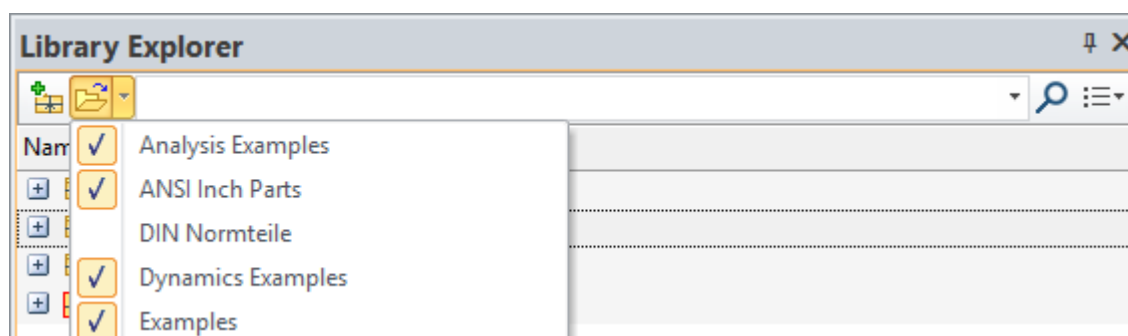 Library Explorer
Nam
Analysis Examples
ANSI Inch Parts
DIN Normteile
Dynamics Examples
Examples